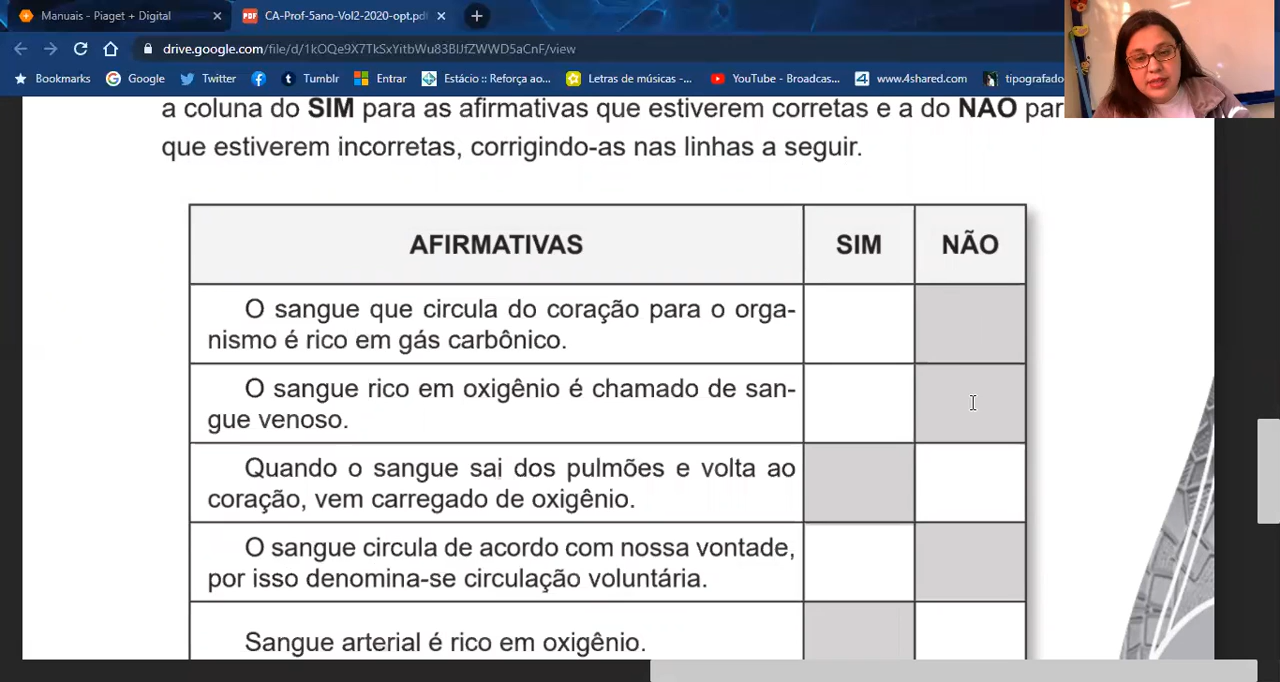 Manuais - Piaget + Digital
PDF CA-Prof-5ano-Vol2-2020-opt.pdf
drive.google.com/file/d/1kOQe9X7TkSxYitbWu83BIJfZWWD5aCnF/view
Bookmarks Google Twitter Tumblr Entrar Estácio :: Reforça ao... Letras de músicas -... YouTube - Broadcas... www.4shared.com tipografado
a coluna do SIM para as afirmativas que estiverem corretas e a do NÃO par
que estiverem incorretas, corrigindo-as nas linhas a seguir.
AFIRMATIVAS SIM NÃO
O sangue que circula do coração para o orga-
nismo é rico em gás carbônico.
O sangue rico em oxigênio é chamado de san-
gue venoso.
Quando o sangue sai dos pulmões e volta ao
coração, vem carregado de oxigênio.
O sangue circula de acordo com nossa vontade,
por isso denomina-se circulação voluntária.
Sangue arterial é rico em oxigênio.